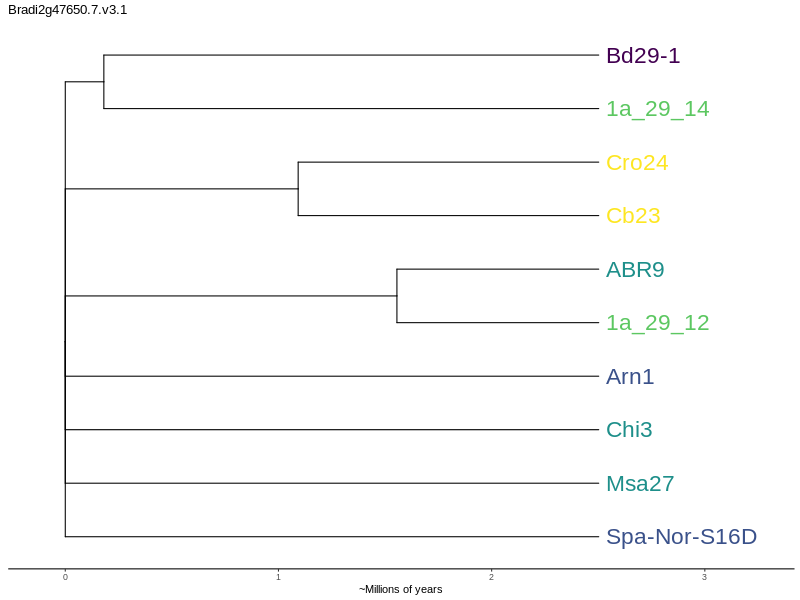 Bradi2g47650.7.v3.1
Bd29-1
1a_29_14
Cro24
Cb23
ABR9
1a_29_12
Arn1
Chi3
Msa27
Spa-Nor-S16D
0 1 2 3
~Millions of years